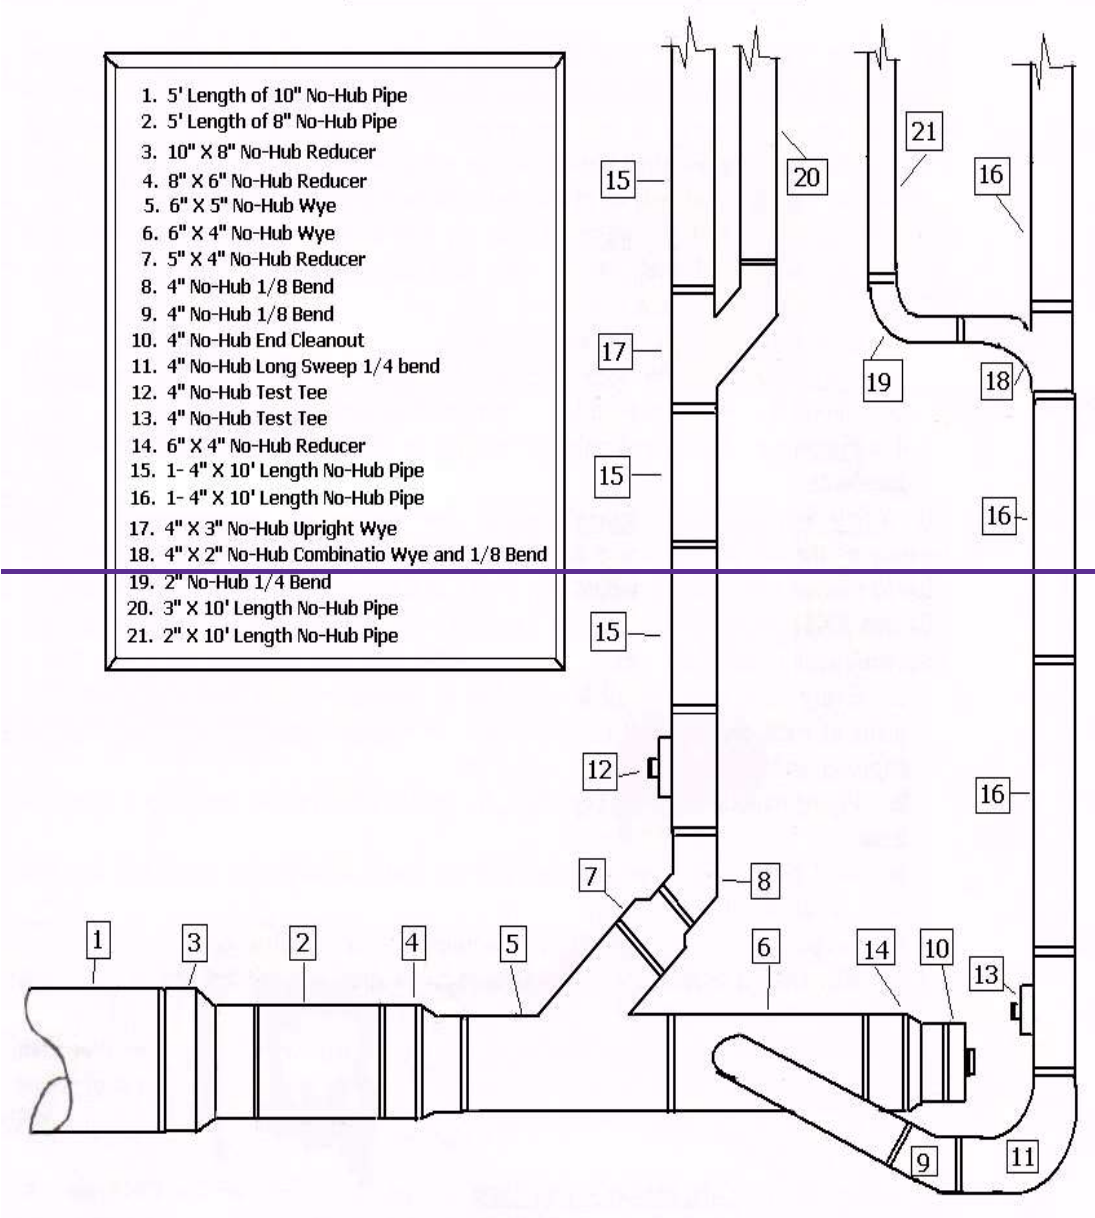 1. 5' Length of 10" No-Hub Pipe
2. 5' Length of 8" No-Hub Pipe
3. 10" X 8" No-Hub Reducer
4. 8" X 6" No-Hub Reducer
5. 6" X 5" No-Hub Wye
6. 6" X 4" No-Hub Wye
7. 5" X 4" No-Hub Reducer
8. 4" No-Hub 1/8 Bend
9. 4" No-Hub 1/8 Bend
10. 4" No-Hub End Cleanout
11. 4" No-Hub Long Sweep 1/4 bend
12. 4" No-Hub Test Tee
13. 4" No-Hub Test Tee
14. 6" X 4" No-Hub Reducer
15. 1- 4" X 10' Length No-Hub Pipe
16. 1- 4" X 10' Length No-Hub Pipe
17. 4" X 3" No-Hub Upright Wye
18. 4" X 2" No-Hub Combinatio Wye and 1/8 Bend
19. 2" No-Hub 1/4 Bend
20. 3" X 10' Length No-Hub Pipe
21. 2" X 10' Length No-Hub Pipe
21
15
20
16
17
19
18
15
16
15
12
16
7
8
1
3
2
4
5
6
14
10
13
9
11